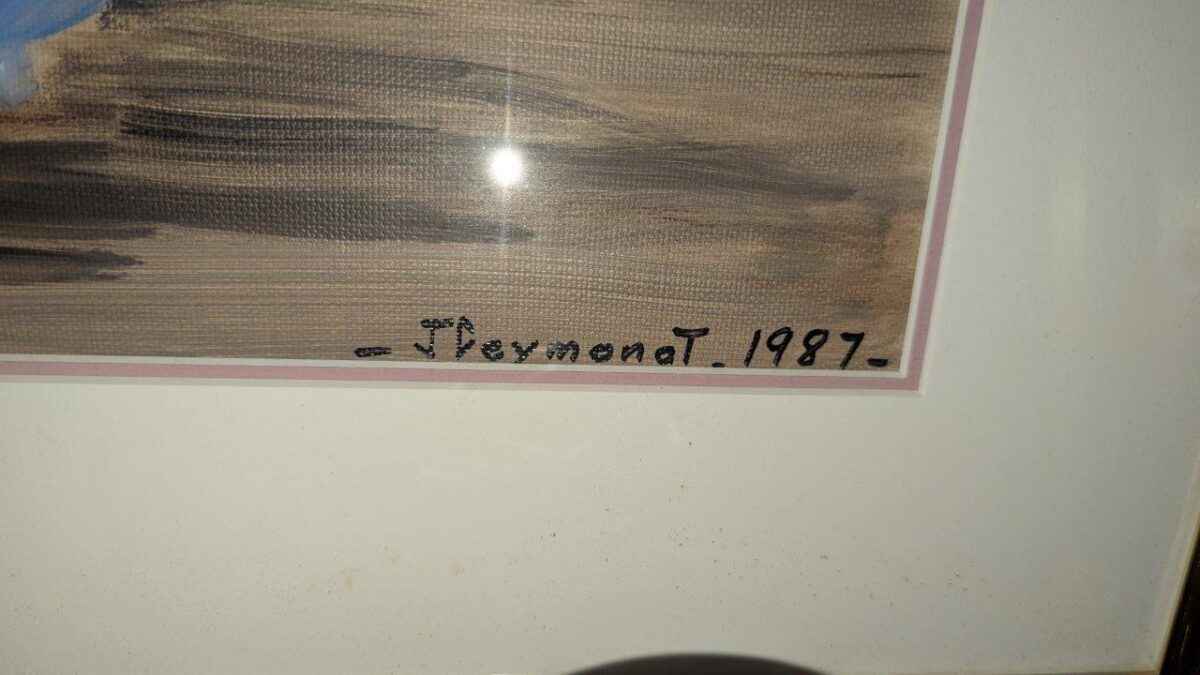 - J Peymonat - 1987-